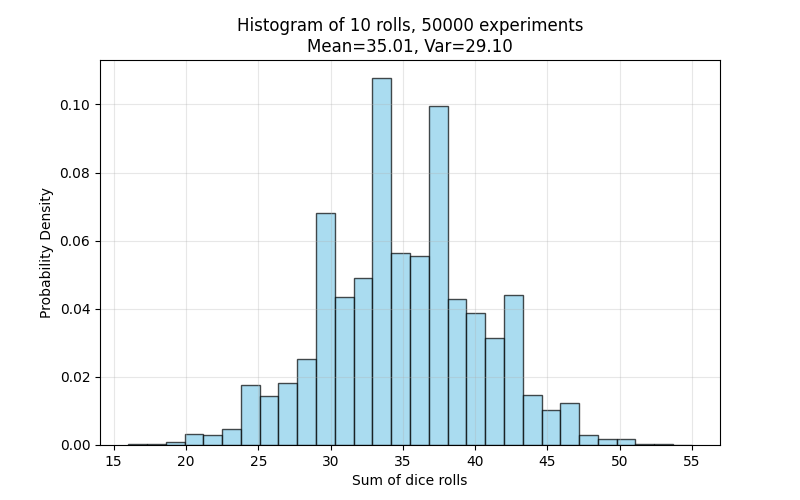 Histogram of 10 rolls, 50000 experiments
Mean=35.01, Var=29.10
Probability Density
0.10
0.08
0.06
0.04
0.02
0.00
15 20 25 30 35 40 45 50 55
Sum of dice rolls